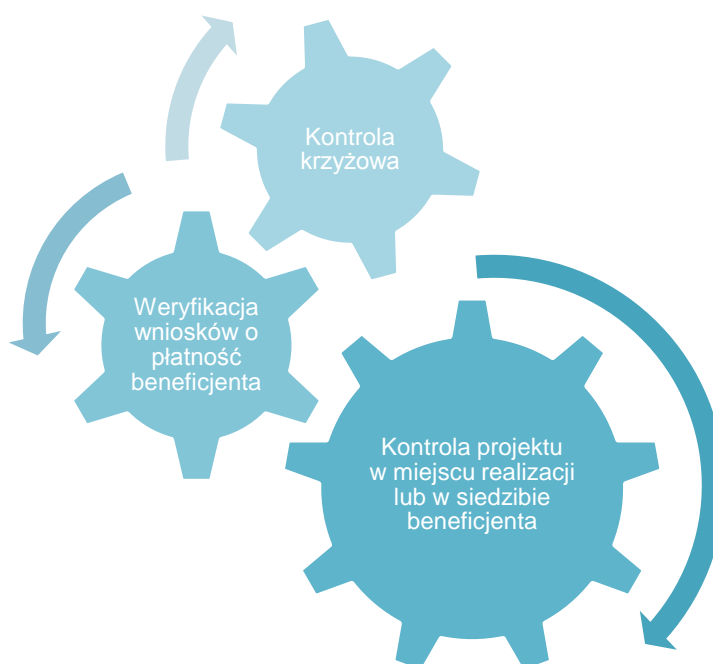 Kontrola
krzyżowa
Weryfikacja
wniosków o
płatność
beneficjenta
Kontrola projektu
w miejscu realizacji
lub w siedzibie
beneficjenta